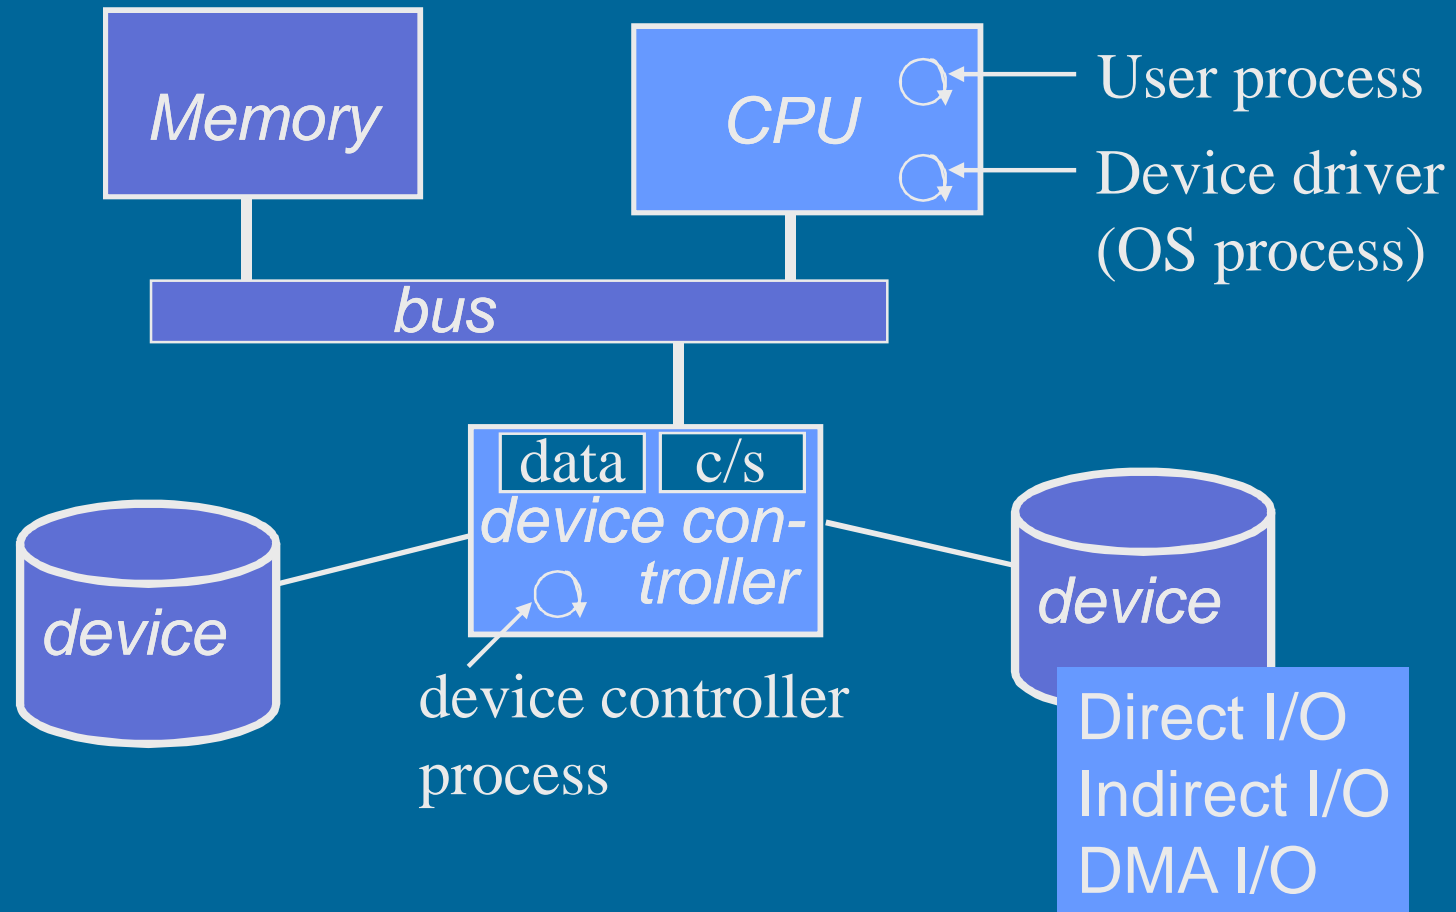 Memory
CPU
User process
Device driver
(OS process)
bus
data
c/s
device con-
troller
device
device
device controller
process
Direct I/O
Indirect I/O
DMA I/O